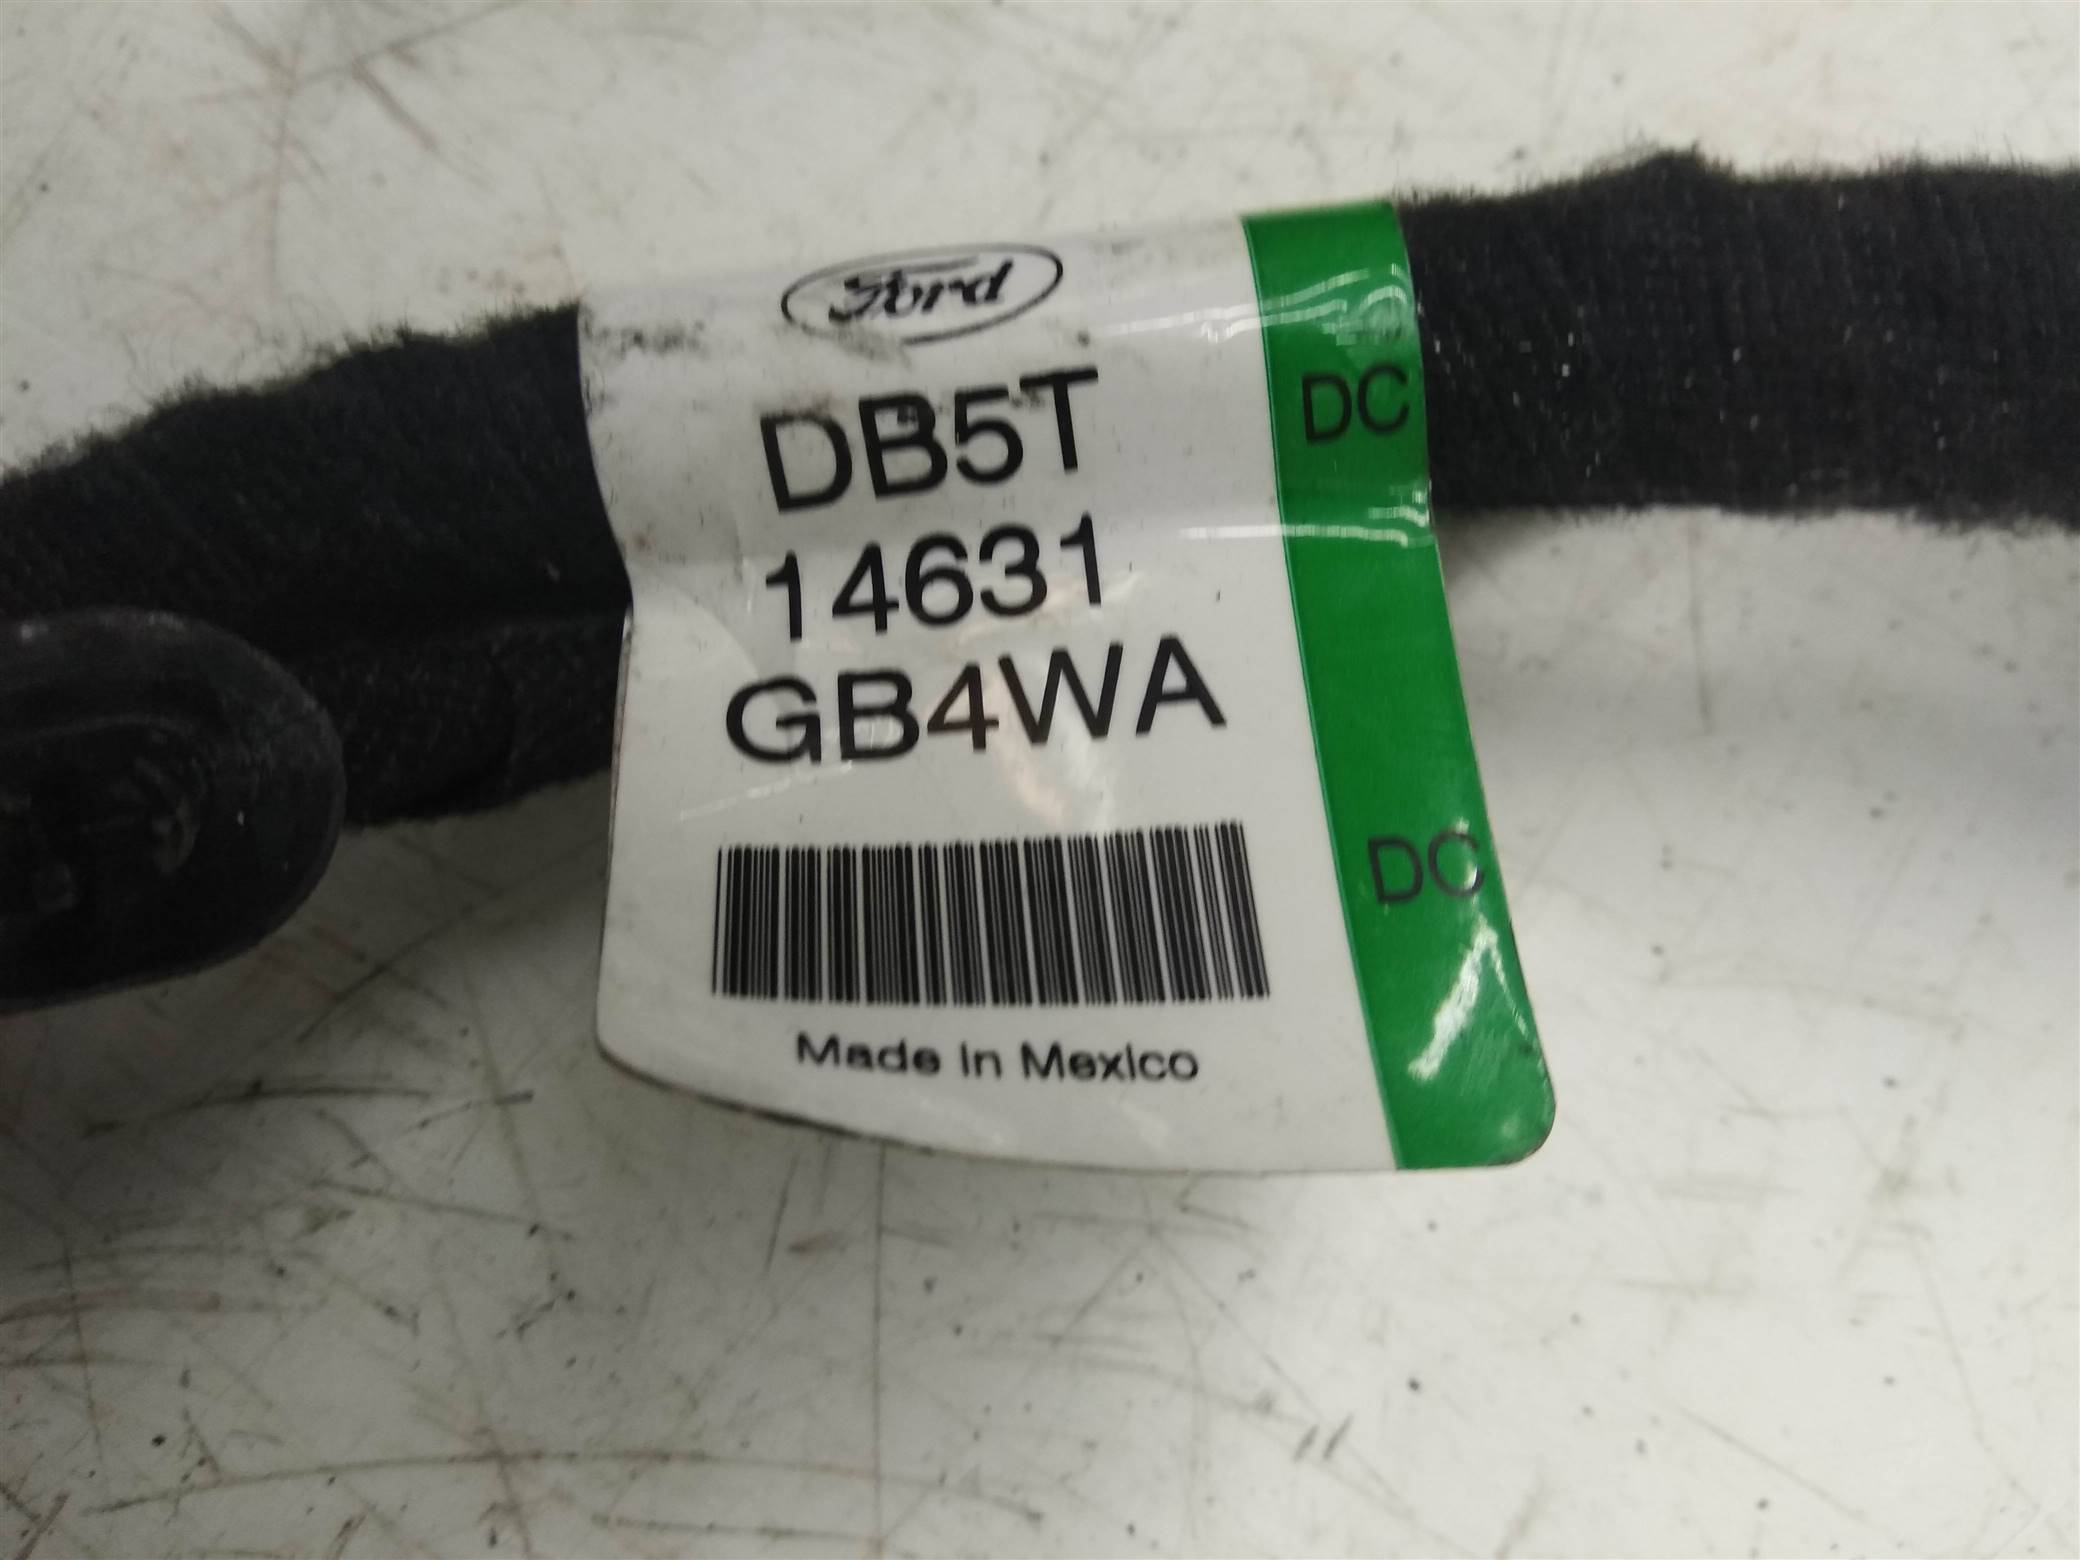 Ford
DB5T
14631
GB4WA
Made in Mexico
DC
DC